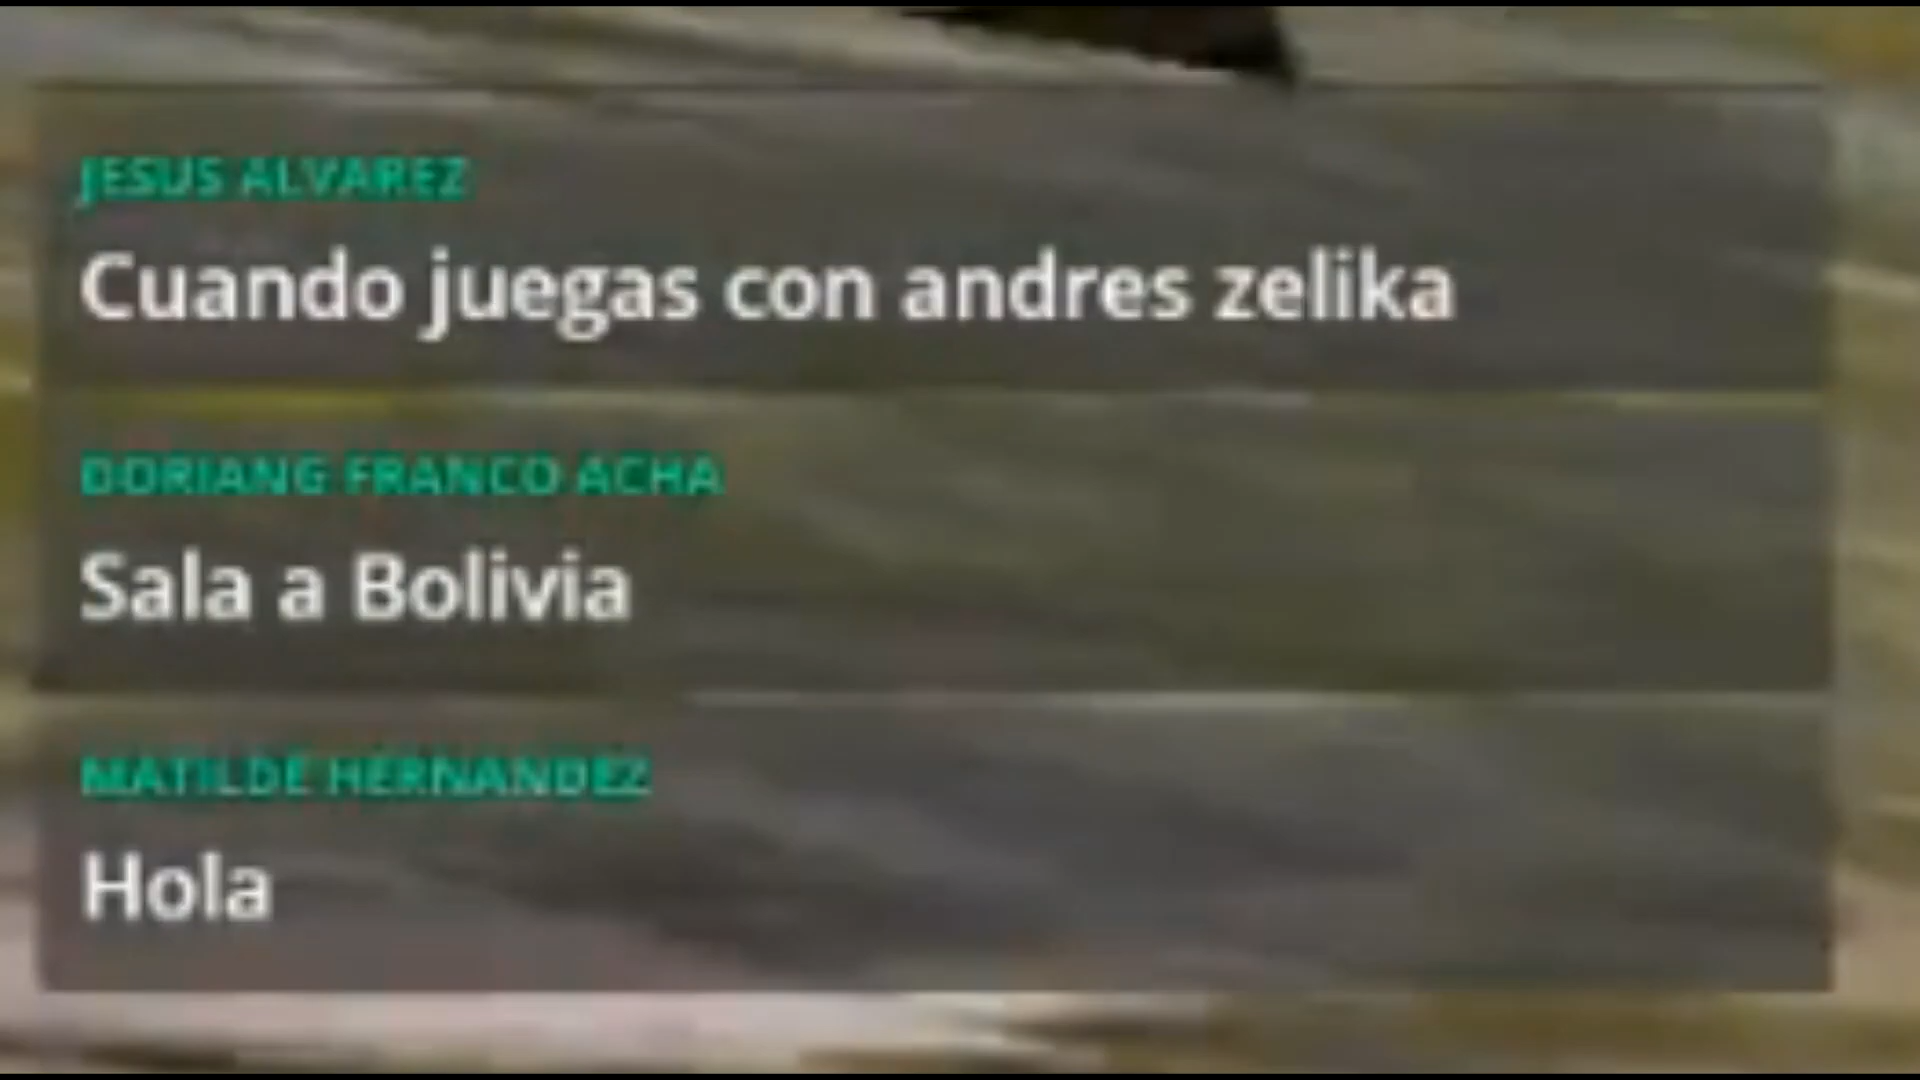 JESUS ALVAREZ
Cuando juegas con andres zelika
DORIANG FRANCO ACHA
Sala a Bolivia
MATILDE HERNANDEZ
Hola